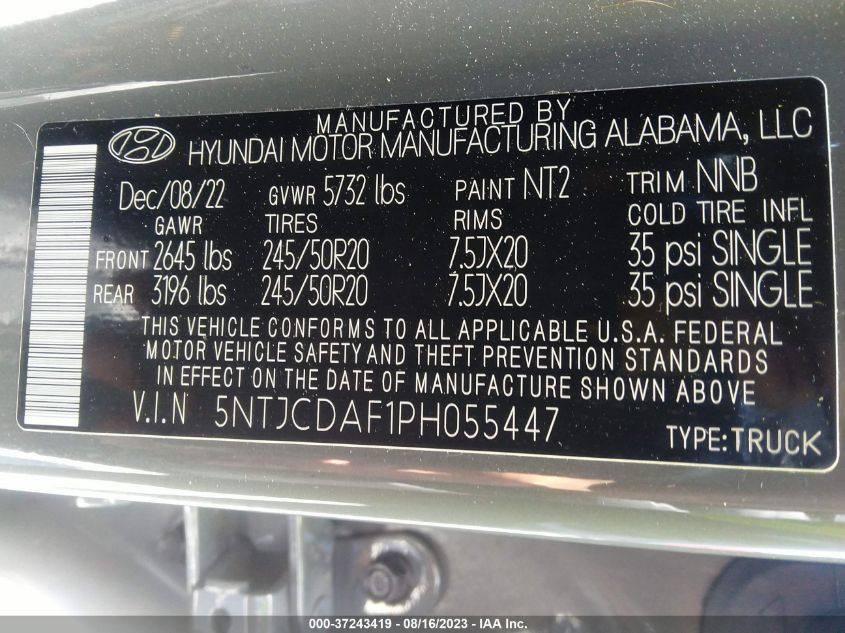 MANUFACTURED BY
HYUNDAI MOTOR MANUFACTURING ALABAMA, LLC
Dec/08/22 GVWR 5732 lbs PAINT NT2 TRIM NNB
GAWR TIRES RIMS COLD TIRE INFL
FRONT 2645 lbs 245/50R20 7.5JX20 35 psi SINGLE
REAR 3196 lbs 245/50R20 7.5JX20 35 psi SINGLE
THIS VEHICLE CONFORMS TO ALL APPLICABLE U.S.A. FEDERAL
MOTOR VEHICLE SAFETY AND THEFT PREVENTION STANDARDS
IN EFFECT ON THE DATE OF MANUFACTURE SHOWN ABOVE
V.I.N 5NTJCDAF1PH055447 TYPE:TRUCK
000-37243419 - 08/16/2023 - IAA Inc.